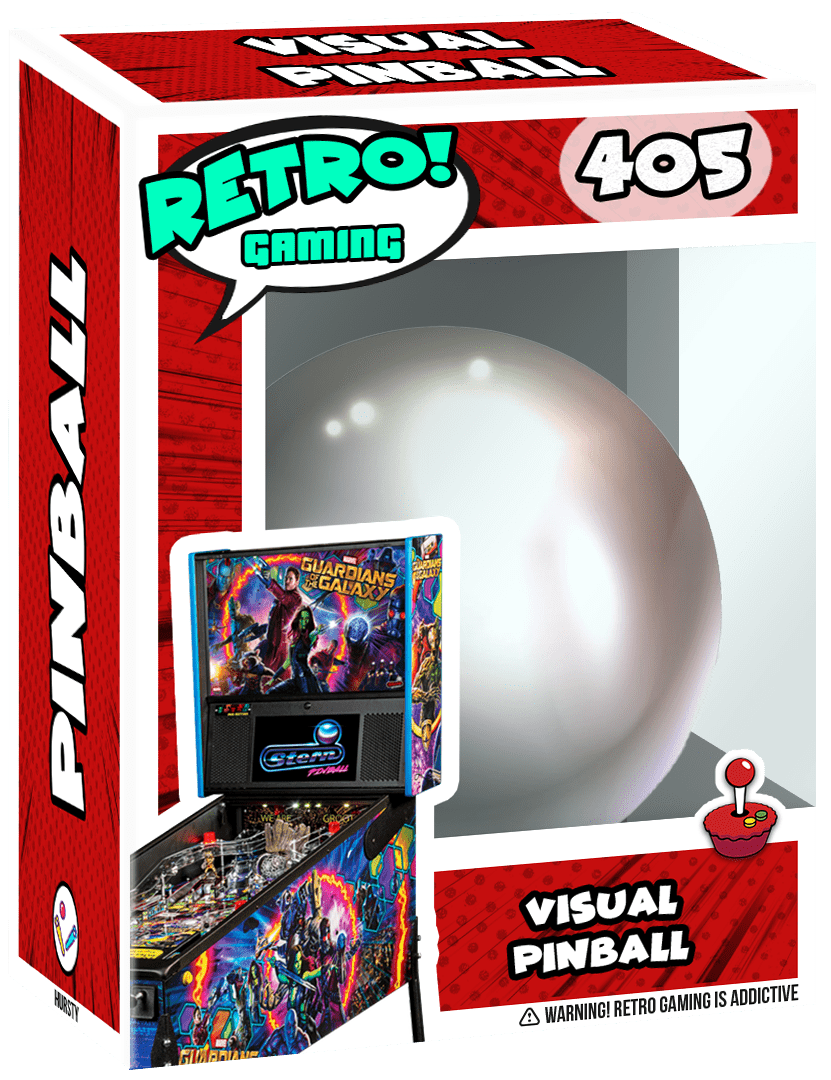 VISUAL
PINBALL
RETRO!
GAMING
405
PINBALL
MARVEL
GUARDIANS
OF THE GALAXY
GUARDIANS
GALAXY
Stern
PINBALL
WE ARE GROOT
GUARDIANS
VISUAL
PINBALL
WARNING! RETRO GAMING IS ADDICTIVE
HURSTY